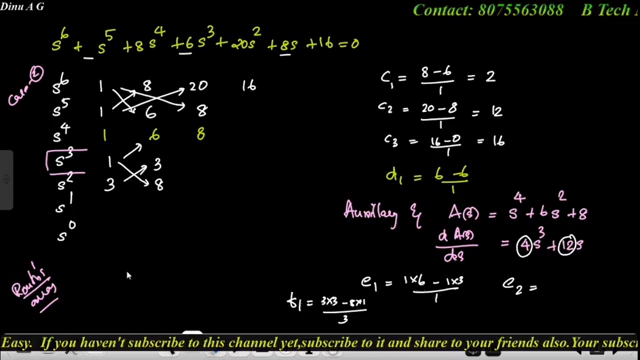 Dinu A G
Contact: 8075563088 B Tech A
s⁶ + s⁵ + 8s⁴ + 6s³ + 20s² + 8s + 16 = 0
Case-2
s⁶ 1 8 20 16
s⁵ 1 6 8
s⁴ 1 6 8
s³ 1 3
s² 3 8
s¹
s⁰
Routh's array
C₁ = (8-6)/1 = 2
C₂ = (20-8)/1 = 12
C₃ = (16-0)/1 = 16
d₁ = (6-6)/1
Auxilary Eq A(s) = s⁴ + 6s² + 8
dA(s)/ds = 4s³ + 12s
e₁ = (1×6 - 1×3)/1 e₂ =
f₁ = (3×3 - 8×1)/3
Easy. If you haven't subscribe to this channel yet,subscribe to it and share to your friends also.Your subs